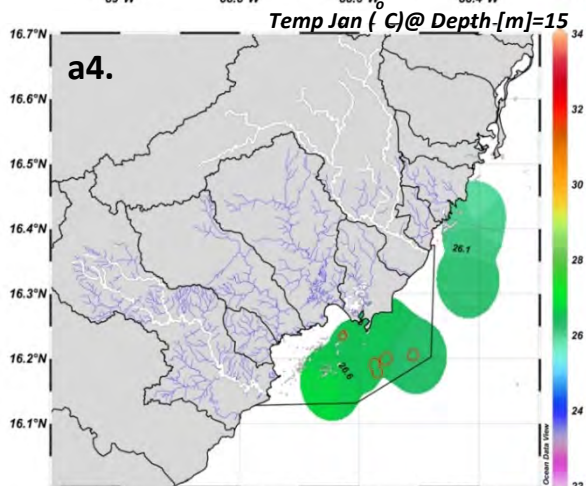 Temp Jan (°C)@ Depth-[m]=15
16.7°N
34
a4.
16.6°N
32
16.5°N
30
16.4°N
26.1
28
16.3°N
26
16.2°N
26.6
24
16.1°N
Ocean Data View
22